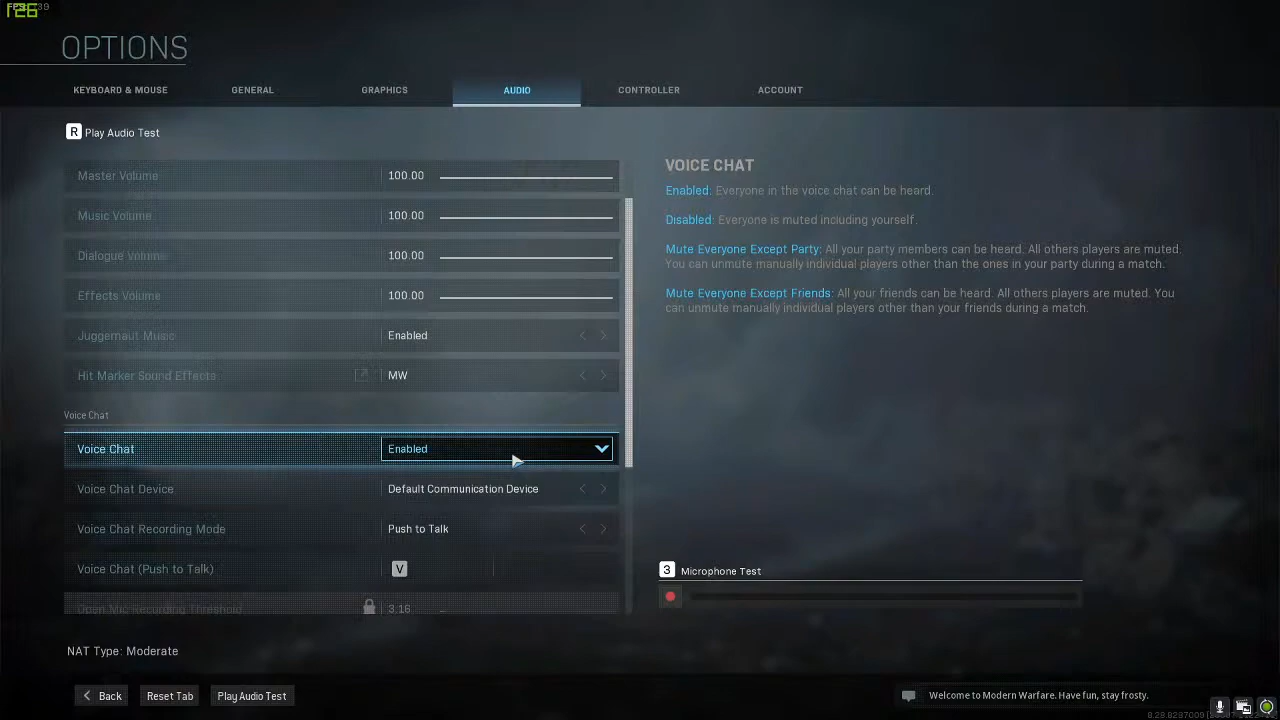 126
OPTIONS
KEYBOARD & MOUSE
GENERAL
GRAPHICS
AUDIO
CONTROLLER
ACCOUNT
R Play Audio Test
Master Volume 100.00
Music Volume 100.00
Dialogue Volume 100.00
Effects Volume 100.00
Juggernaut Music Enabled
Hit Marker Sound Effects MW
Voice Chat
Voice Chat Enabled
Voice Chat Device Default Communication Device
Voice Chat Recording Mode Push to Talk
Voice Chat (Push to Talk) V
Open Mic Recording Threshold 3.16
VOICE CHAT
Enabled: Everyone in the voice chat can be heard.
Disabled: Everyone is muted including yourself.
Mute Everyone Except Party: All your party members can be heard. All others players are muted.
You can unmute manually individual players other than the ones in your party during a match.
Mute Everyone Except Friends: All your friends can be heard. All others players are muted. You
can unmute manually individual players other than your friends during a match.
3 Microphone Test
NAT Type: Moderate
Back
Reset Tab
Play Audio Test
Welcome to Modern Warfare. Have fun, stay frosty.